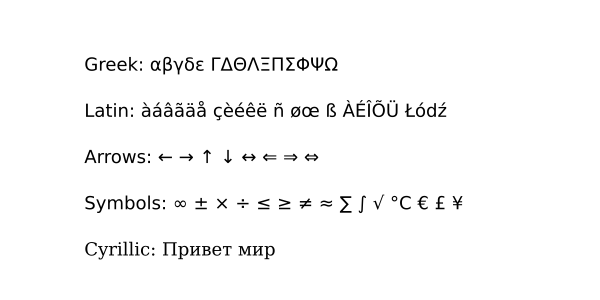 Greek: αβγδε ΓΔΘΛΞΠΣΦΨΩ
Latin: àáâãäå çèéêë ñ øœ ß ÀÉÎÕÜ Łódź
Arrows: ← → ↑ ↓ ↔ ⇐ ⇒ ⇔
Symbols: ∞ ± × ÷ ≤ ≥ ≠ ≈ ∑ ∫ √ °C € £ ¥
Cyrillic: Привет мир